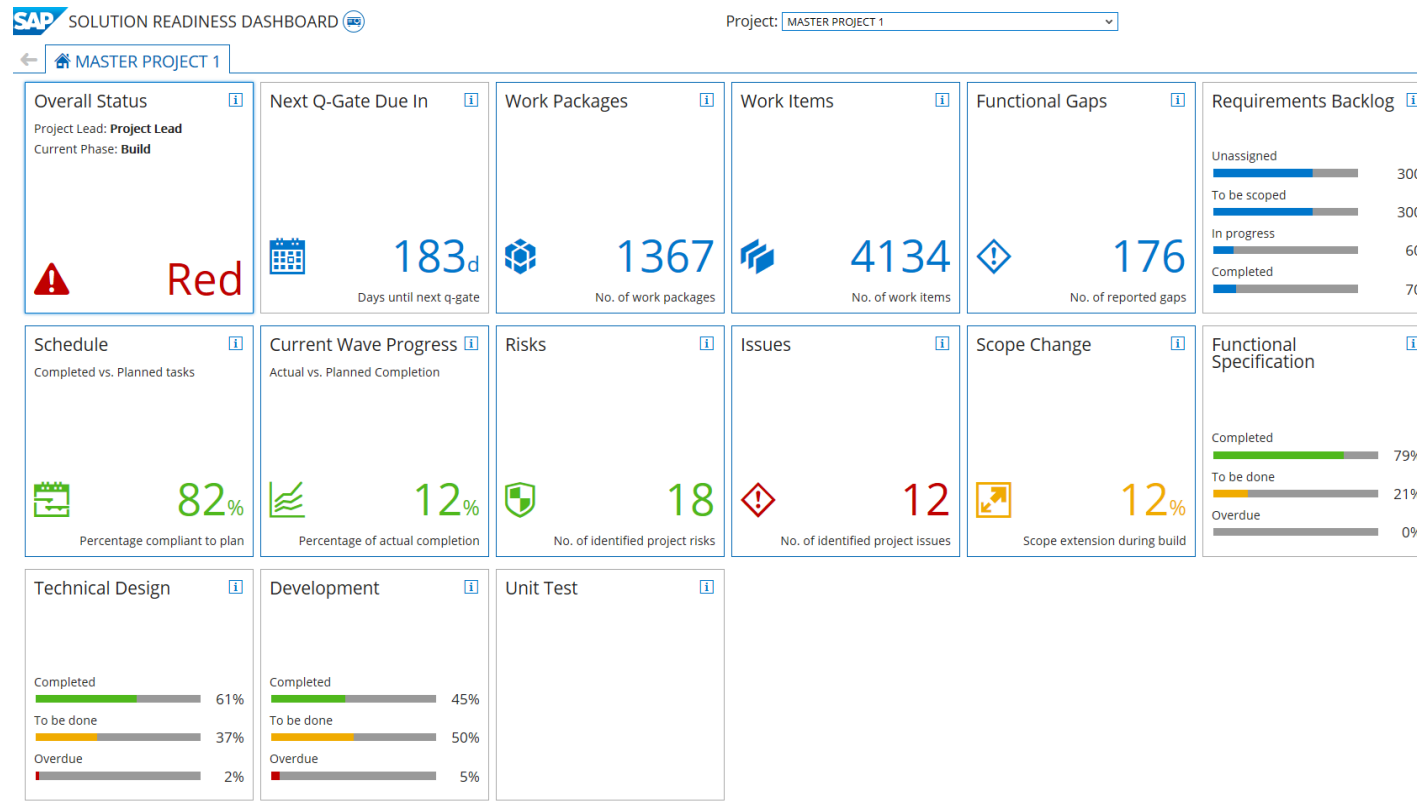 SAP SOLUTION READINESS DASHBOARD
Project: MASTER PROJECT 1
MASTER PROJECT 1
Overall Status
Project Lead: Project Lead
Current Phase: Build
Red
Next Q-Gate Due In
183d
Days until next q-gate
Work Packages
1367
No. of work packages
Work Items
4134
No. of work items
Functional Gaps
176
No. of reported gaps
Requirements Backlog
Unassigned
To be scoped
In progress
Completed
Schedule
Completed vs. Planned tasks
82%
Percentage compliant to plan
Current Wave Progress
Actual vs. Planned Completion
12%
Percentage of actual completion
Risks
18
No. of identified project risks
Issues
12
No. of identified project issues
Scope Change
12%
Scope extension during build
Functional
Specification
Completed
79%
To be done
21%
Overdue
0%
Technical Design
Completed
61%
To be done
37%
Overdue
2%
Development
Completed
45%
To be done
50%
Overdue
5%
Unit Test